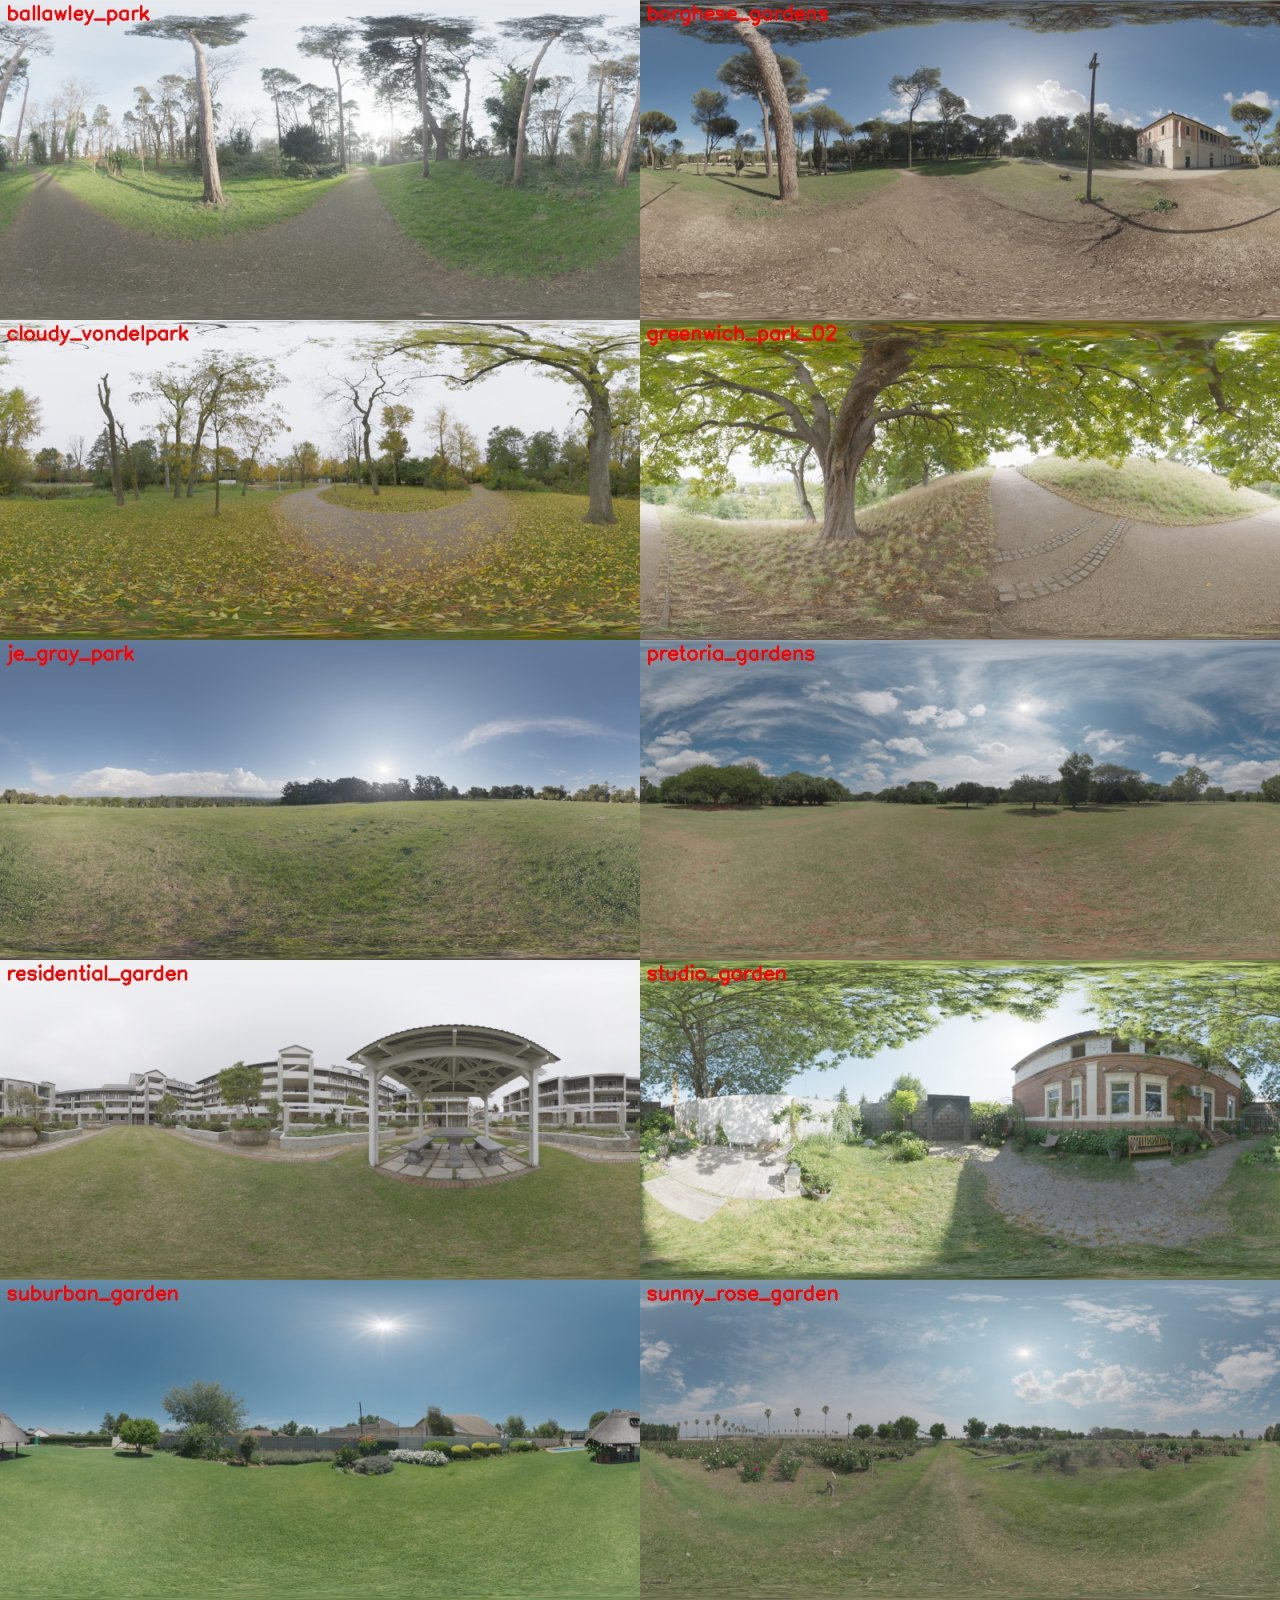 ballawley_park
borghese_gardens
cloudy_vondelpark
greenwich_park_02
je_gray_park
pretoria_gardens
residential_garden
studio_garden
suburban_garden
sunny_rose_garden